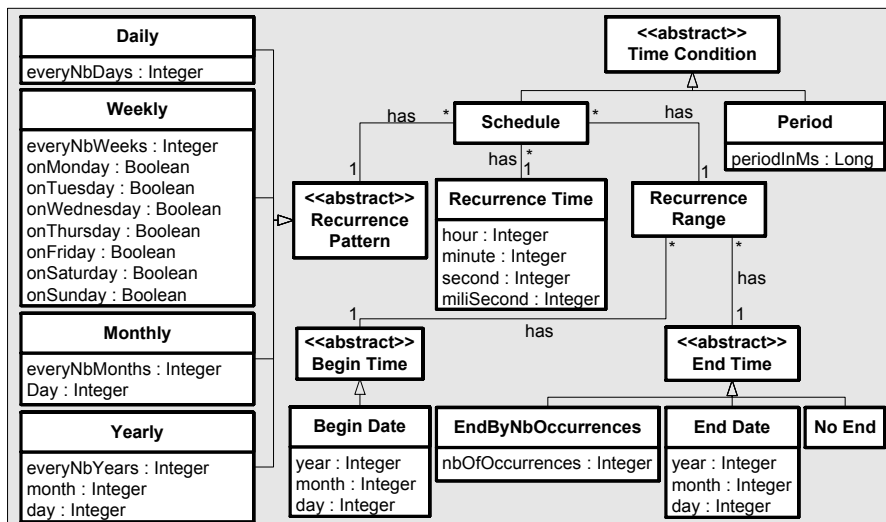 Daily
everyNbDays : Integer
Weekly
everyNbWeeks : Integer
onMonday : Boolean
onTuesday : Boolean
onWednesday : Boolean
onThursday : Boolean
onFriday : Boolean
onSaturday : Boolean
onSunday : Boolean
Monthly
everyNbMonths : Integer
Day : Integer
Yearly
everyNbYears : Integer
month : Integer
day : Integer
<<abstract>>
Time Condition
has
*
Schedule
*
has
Period
periodInMs : Long
1
has
*
1
1
<<abstract>>
Recurrence
Pattern
Recurrence Time
hour : Integer
minute : Integer
second : Integer
miliSecond : Integer
Recurrence
Range
*
*
has
1
has
1
<<abstract>>
Begin Time
<<abstract>>
End Time
Begin Date
year : Integer
month : Integer
day : Integer
EndByNbOccurrences
nbOfOccurrences : Integer
End Date
year : Integer
month : Integer
day : Integer
No End